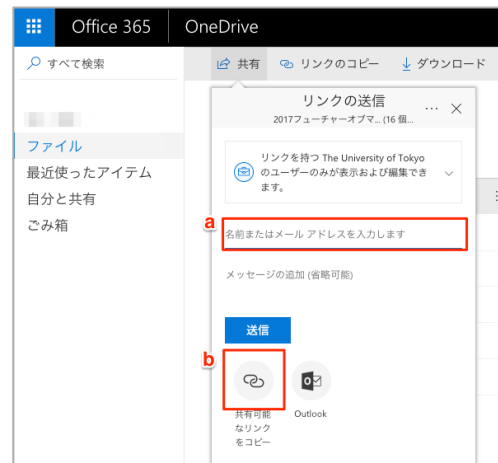 Office 365
OneDrive
すべて検索
共有
リンクのコピー
ダウンロード
リンクの送信
2017フューチャーオブマ... (16 個...
ファイル
最近使ったアイテム
自分と共有
ごみ箱
リンクを持つ The University of Tokyo
のユーザーのみが表示および編集でき
ます。
a
名前またはメール アドレスを入力します
メッセージの追加 (省略可能)
送信
b
共有可能
なリンク
をコピー
Outlook